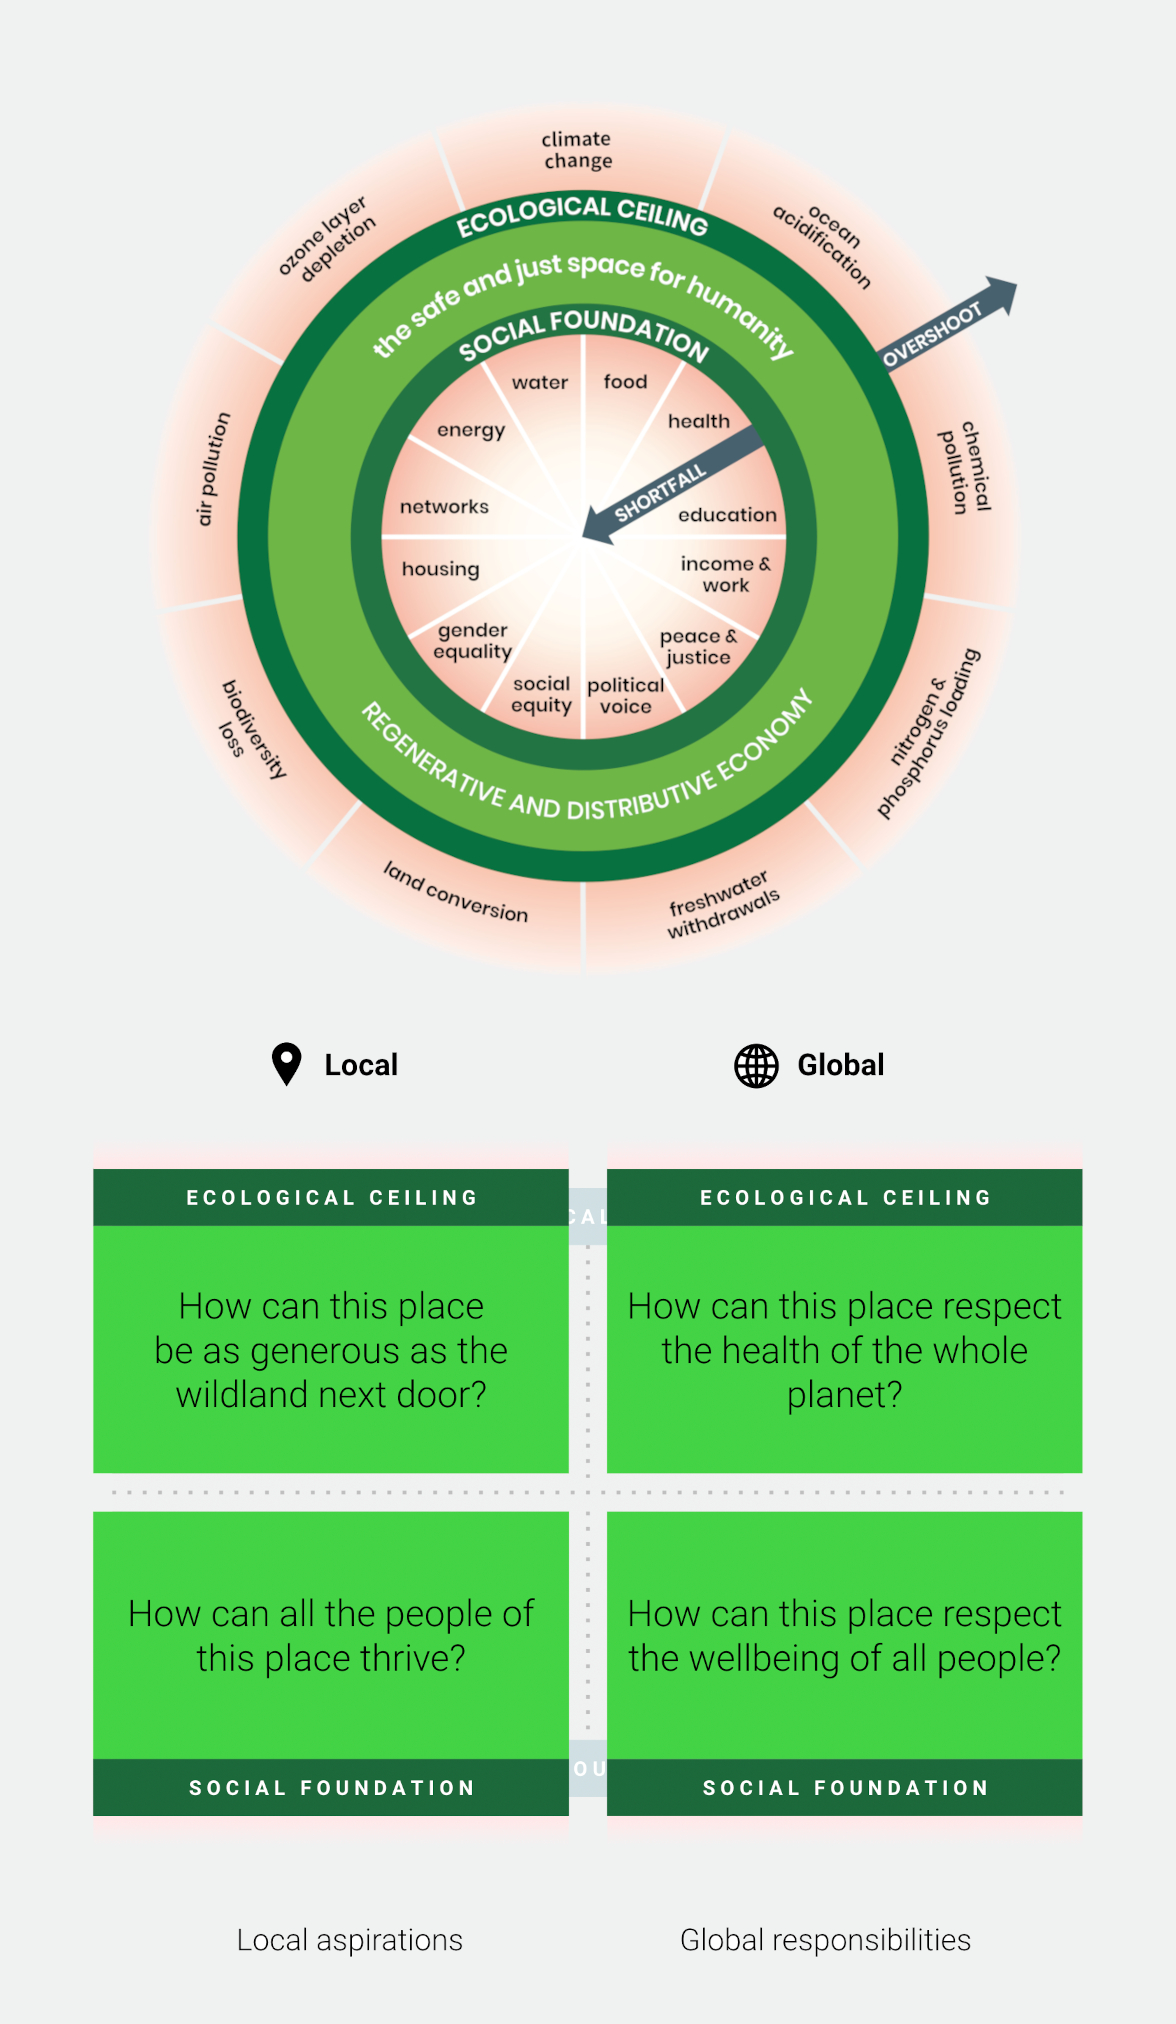 climate
change
ocean
acidification
chemical
pollution
nitrogen &
phosphorus loading
freshwater
withdrawals
land conversion
biodiversity
loss
air pollution
ozone layer
depletion
ECOLOGICAL CEILING
OVERSHOOT
the safe and just space for humanity
SOCIAL FOUNDATION
water
food
health
SHORTFALL
education
income &
work
peace &
justice
political
voice
social
equity
gender
equality
housing
networks
energy
REGENERATIVE AND DISTRIBUTIVE ECONOMY
Local
Global
ECOLOGICAL CEILING
CAL
ECOLOGICAL CEILING
How can this place
be as generous as the
wildland next door?
How can this place respect
the health of the whole
planet?
How can all the people of
this place thrive?
How can this place respect
the wellbeing of all people?
SOCIAL FOUNDATION
OU
SOCIAL FOUNDATION
Local aspirations
Global responsibilities